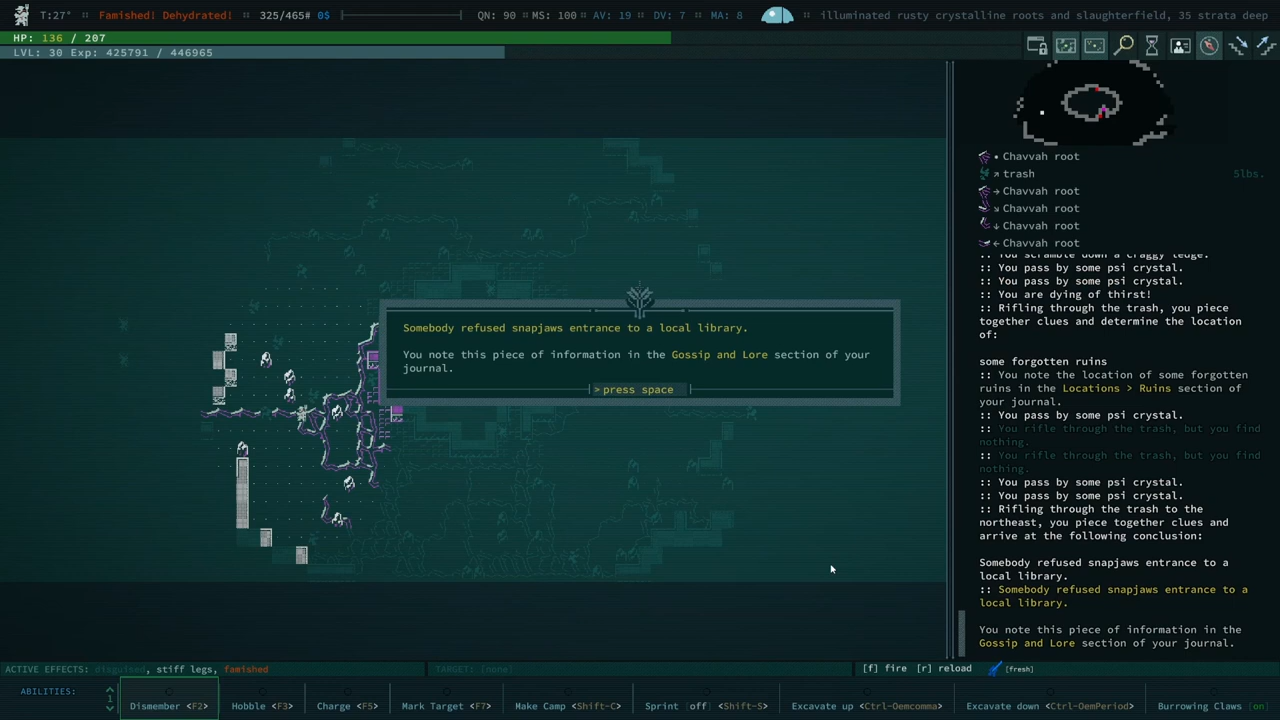 T:27° :: Famished! Dehydrated! :: 325/465# 0$ QN: 90 :: MS: 100 :: AV: 19 :: DV: 7 :: MA: 8 :: illuminated rusty crystalline roots and slaughterfield, 35 strata deep
HP: 136 / 207
LVL: 30 Exp: 425791 / 446965
Chavvah root
trash 5lbs.
Chavvah root
Chavvah root
Chavvah root
Chavvah root
:: You scramble down a craggy ledge.
:: You pass by some psi crystal.
:: You pass by some psi crystal.
:: You are dying of thirst!
:: Rifling through the trash, you piece
together clues and determine the location
of:
some forgotten ruins
:: You note the location of some forgotten
ruins in the Locations > Ruins section of
your journal.
:: You pass by some psi crystal.
:: You rifle through the trash, but you find
nothing.
:: You rifle through the trash, but you find
nothing.
:: You pass by some psi crystal.
:: You pass by some psi crystal.
:: Rifling through the trash to the
northeast, you piece together clues and
arrive at the following conclusion:
Somebody refused snapjaws entrance to a
local library.
:: Somebody refused snapjaws entrance to a
local library.
You note this piece of information in the
Gossip and Lore section of your journal.
Somebody refused snapjaws entrance to a local library.
You note this piece of information in the Gossip and Lore section of your
journal.
> press space
ACTIVE EFFECTS: disguised, stiff legs, famished
TARGET: [none]
[f] fire [r] reload [fresh]
ABILITIES: 1 Dismember <F2> Hobble <F3> Charge <F5> Mark Target <F7> Make Camp <Shift-C> Sprint [off] <Shift-S> Excavate up <Ctrl-Oemcomma> Excavate down <Ctrl-OemPeriod> Burrowing Claws [on]